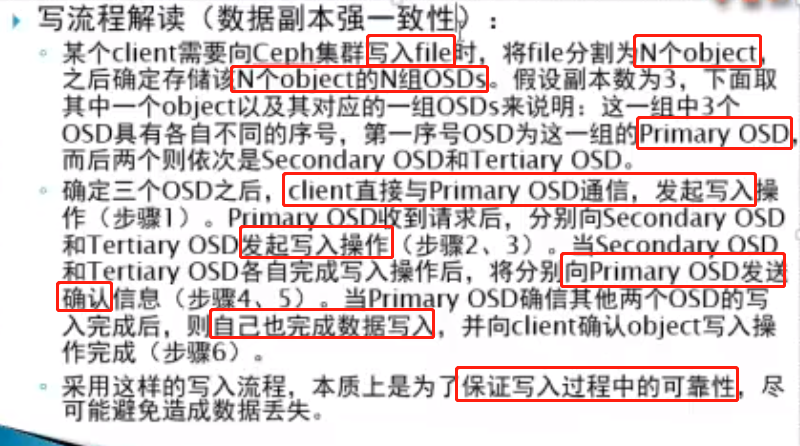 写流程解读（数据副本强一致性）：
某个client需要向Ceph集群写入file时，将file分割为N个object，
之后确定存储该N个object的N组OSDs。假设副本数为3，下面取
其中一个object以及其对应的一组OSDs来说明：这一组中3个
OSD具有各自不同的序号，第一序号OSD为这一组的Primary OSD，
而后两个则依次是Secondary OSD和Tertiary OSD。
确定三个OSD之后，client直接与Primary OSD通信，发起写入操
作（步骤1）。Primary OSD收到请求后，分别向Secondary OSD
和Tertiary OSD发起写入操作（步骤2、3）。当Secondary OSD
和Tertiary OSD各自完成写入操作后，将分别向Primary OSD发送
确认信息（步骤4、5）。当Primary OSD确信其他两个OSD的写
入完成后，则自己也完成数据写入，并向client确认object写入操
作完成（步骤6）。
采用这样的写入流程，本质上是为了保证写入过程中的可靠性，尽
可能避免造成数据丢失。